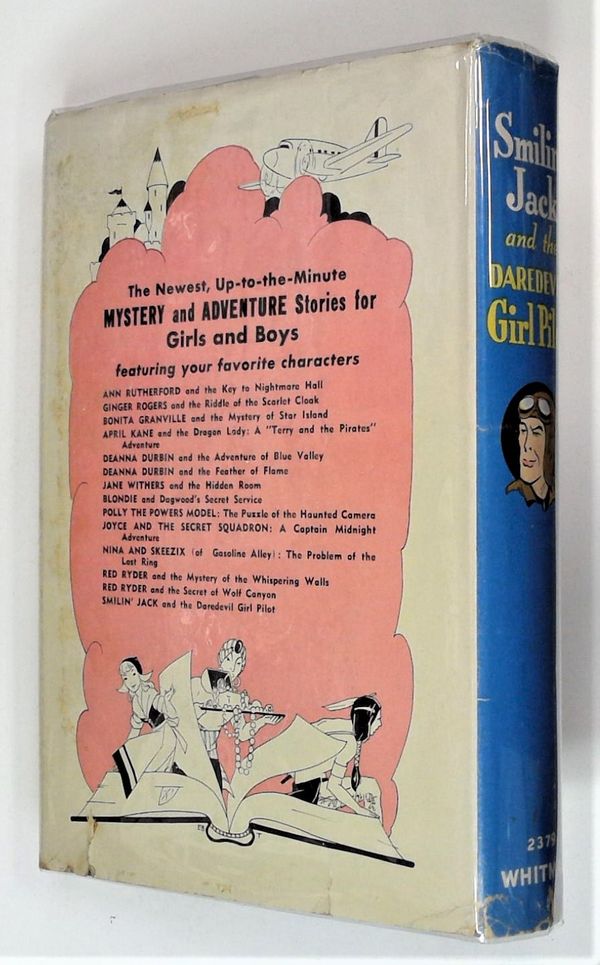 The Newest, Up-to-the-Minute
MYSTERY and ADVENTURE Stories for
Girls and Boys
featuring your favorite characters
ANN RUTHERFORD and the Key to Nightmare Hall
GINGER ROGERS and the Riddle of the Scarlet Cloak
BONITA GRANVILLE and the Mystery of Star Island
APRIL KANE and the Dragon Lady: A "Terry and the Pirates"
Adventure
DEANNA DURBIN and the Adventure of Blue Valley
DEANNA DURBIN and the Feather of Flame
JANE WITHERS and the Hidden Room
BLONDIE and Dagwood's Secret Service
POLLY THE POWERS MODEL: The Puzzle of the Haunted Camera
JOYCE AND THE SECRET SQUADRON: A Captain Midnight
Adventure
NINA AND SKEEZIX (of Gasoline Alley): The Problem of the
Lost Ring
RED RYDER and the Mystery of the Whispering Walls
RED RYDER and the Secret of Wolf Canyon
SMILIN' JACK and the Daredevil Girl Pilot
Smilin
Jack
and the
DAREDEV
Girl Pil
2379
WHITM